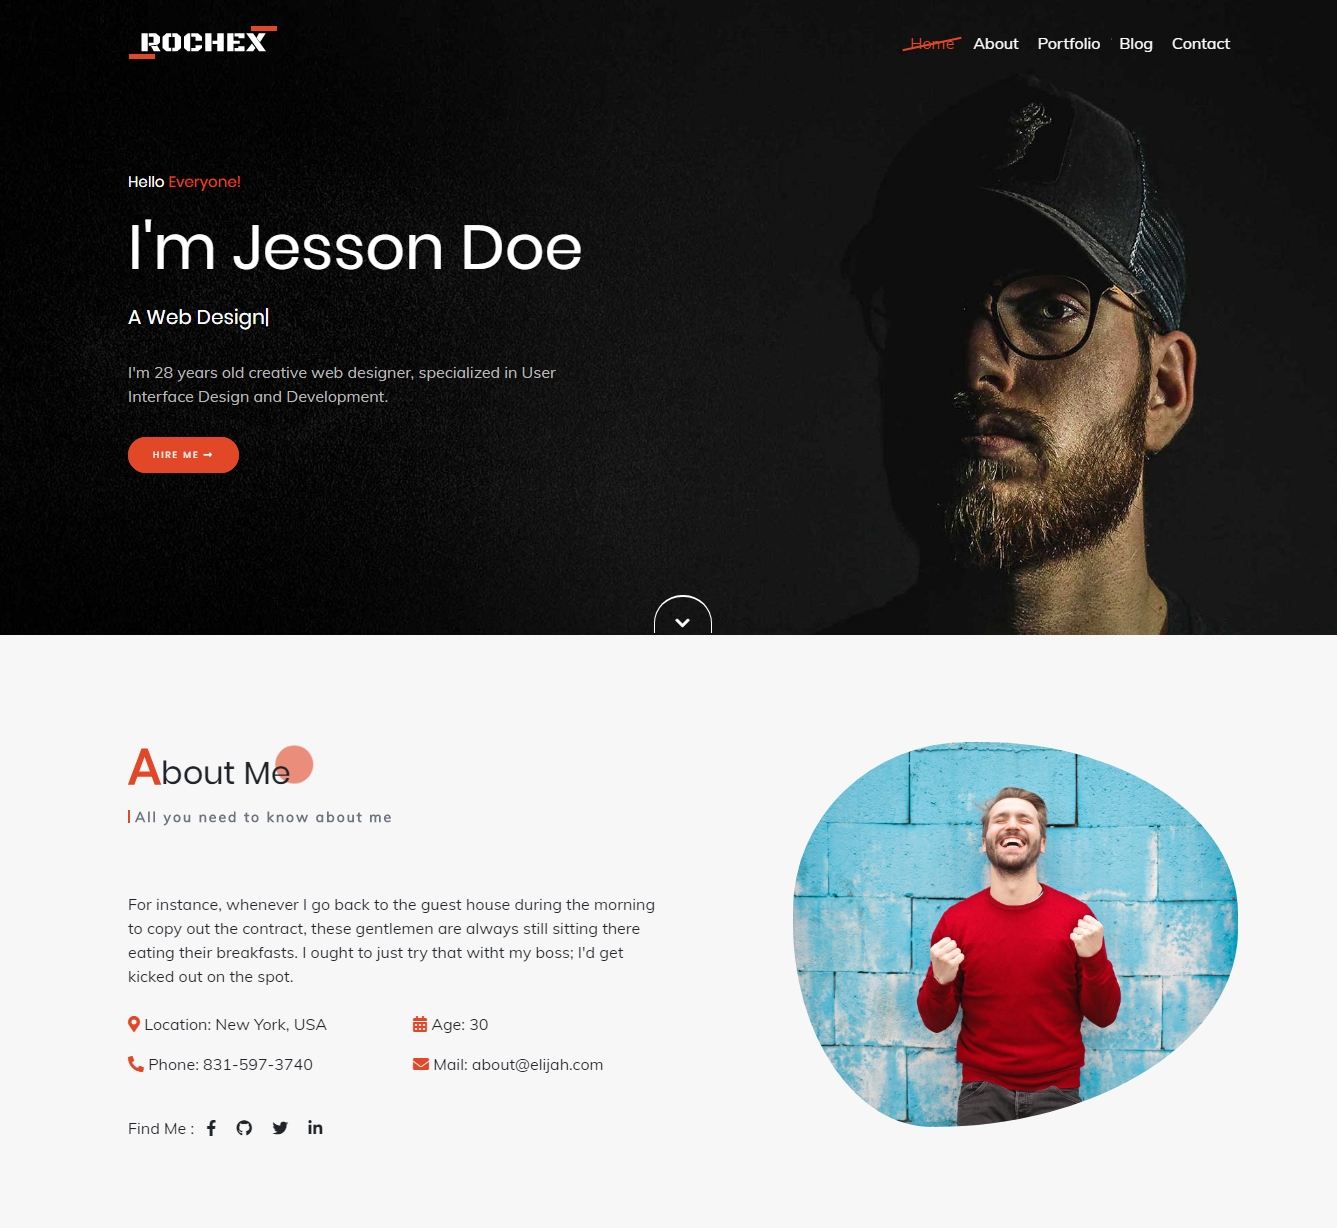 ROCHEX
Home About Portfolio Blog Contact
Hello Everyone!
I'm Jesson Doe
A Web Design|
I'm 28 years old creative web designer, specialized in User
Interface Design and Development.
HIRE ME
About Me
All you need to know about me
For instance, whenever I go back to the guest house during the morning
to copy out the contract, these gentlemen are always still sitting there
eating their breakfasts. I ought to just try that witht my boss; I'd get
kicked out on the spot.
Location: New York, USA
Age: 30
Phone: 831-597-3740
Mail: about@elijah.com
Find Me :